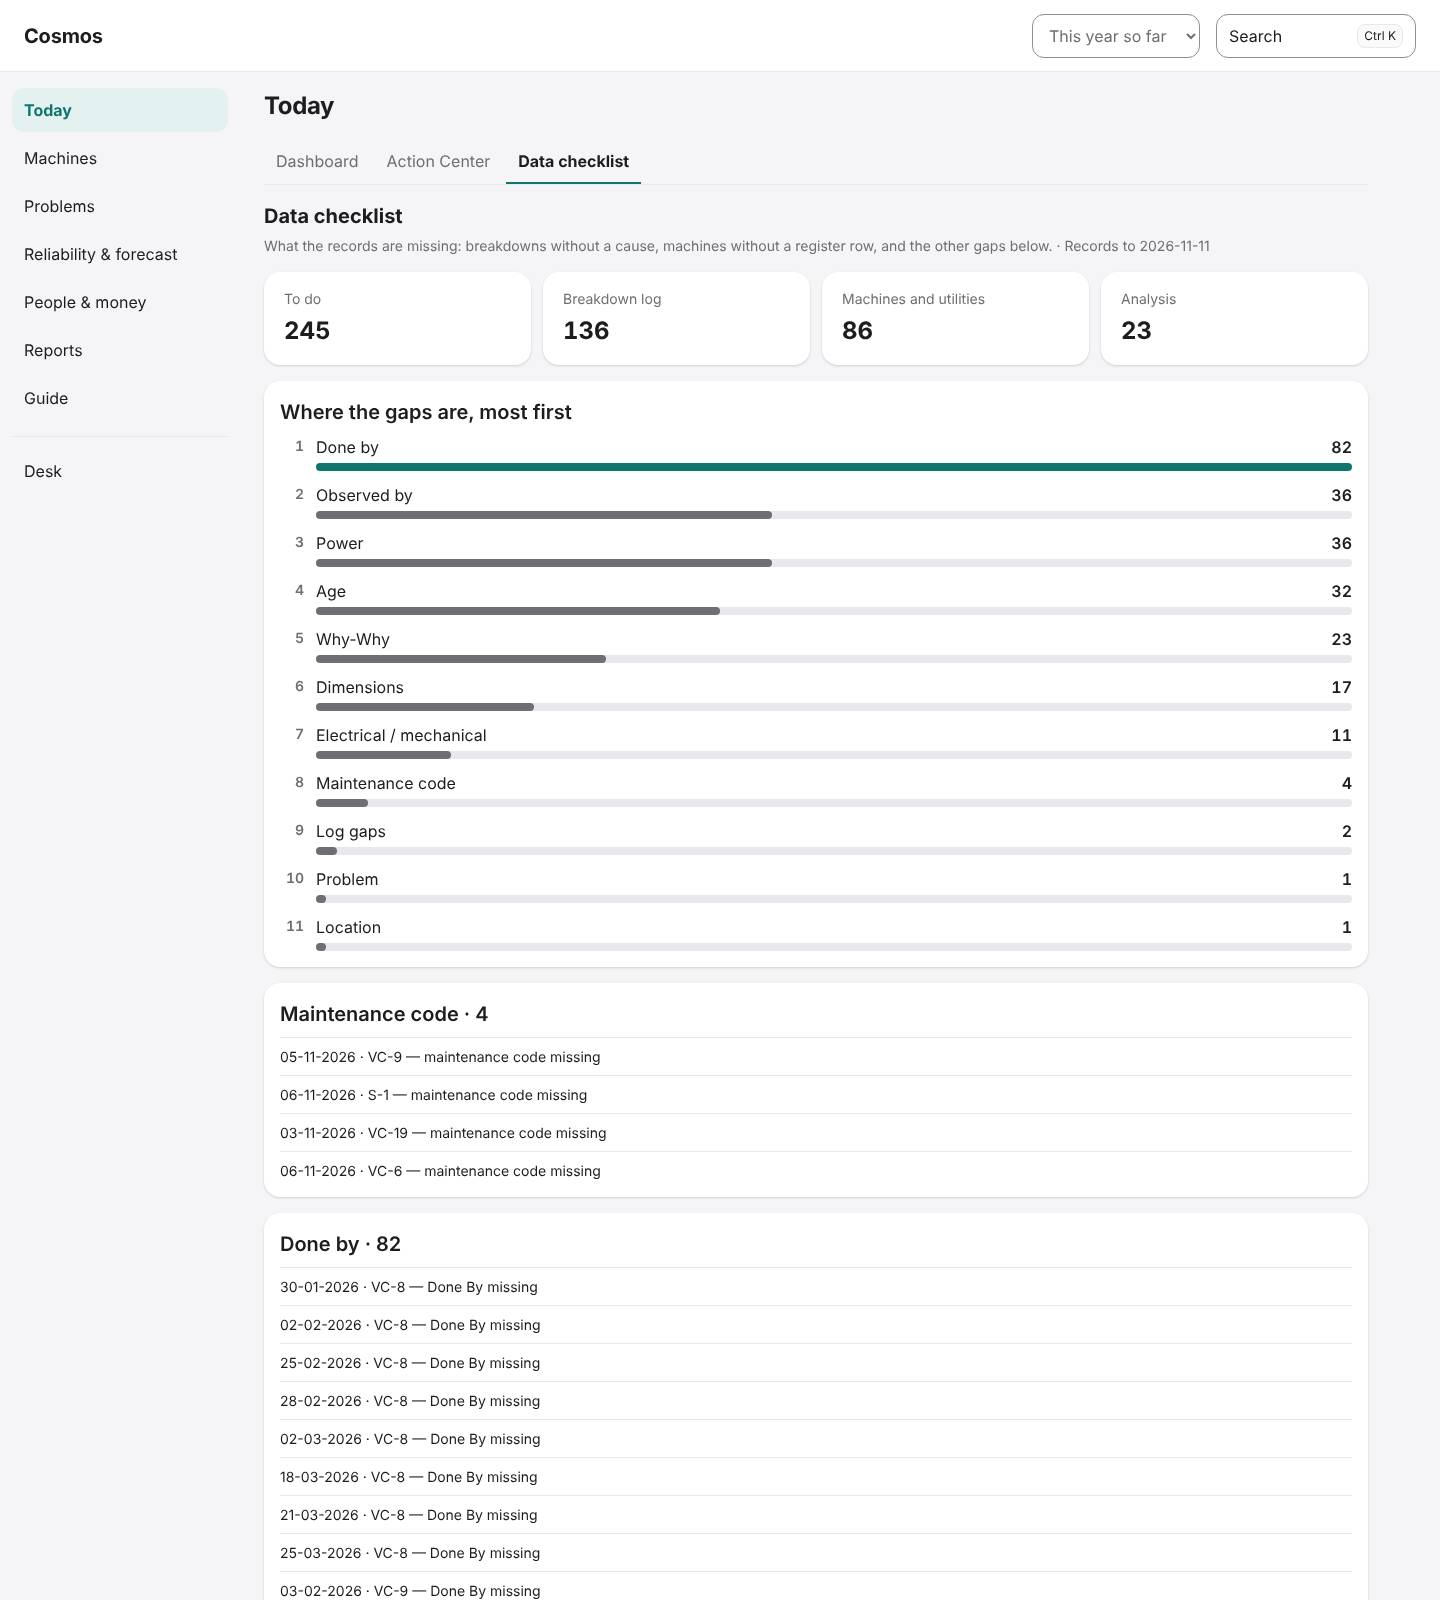 Cosmos
This year so far
Search
Ctrl K
Today
Machines
Problems
Reliability & forecast
People & money
Reports
Guide
Desk
Today
Dashboard
Action Center
Data checklist
Data checklist
What the records are missing: breakdowns without a cause, machines without a register row, and the other gaps below. · Records to 2026-11-11
To do
245
Breakdown log
136
Machines and utilities
86
Analysis
23
Where the gaps are, most first
1 Done by 82
2 Observed by 36
3 Power 36
4 Age 32
5 Why-Why 23
6 Dimensions 17
7 Electrical / mechanical 11
8 Maintenance code 4
9 Log gaps 2
10 Problem 1
11 Location 1
Maintenance code · 4
05-11-2026 · VC-9 — maintenance code missing
06-11-2026 · S-1 — maintenance code missing
03-11-2026 · VC-19 — maintenance code missing
06-11-2026 · VC-6 — maintenance code missing
Done by · 82
30-01-2026 · VC-8 — Done By missing
02-02-2026 · VC-8 — Done By missing
25-02-2026 · VC-8 — Done By missing
28-02-2026 · VC-8 — Done By missing
02-03-2026 · VC-8 — Done By missing
18-03-2026 · VC-8 — Done By missing
21-03-2026 · VC-8 — Done By missing
25-03-2026 · VC-8 — Done By missing
03-02-2026 · VC-9 — Done By missing